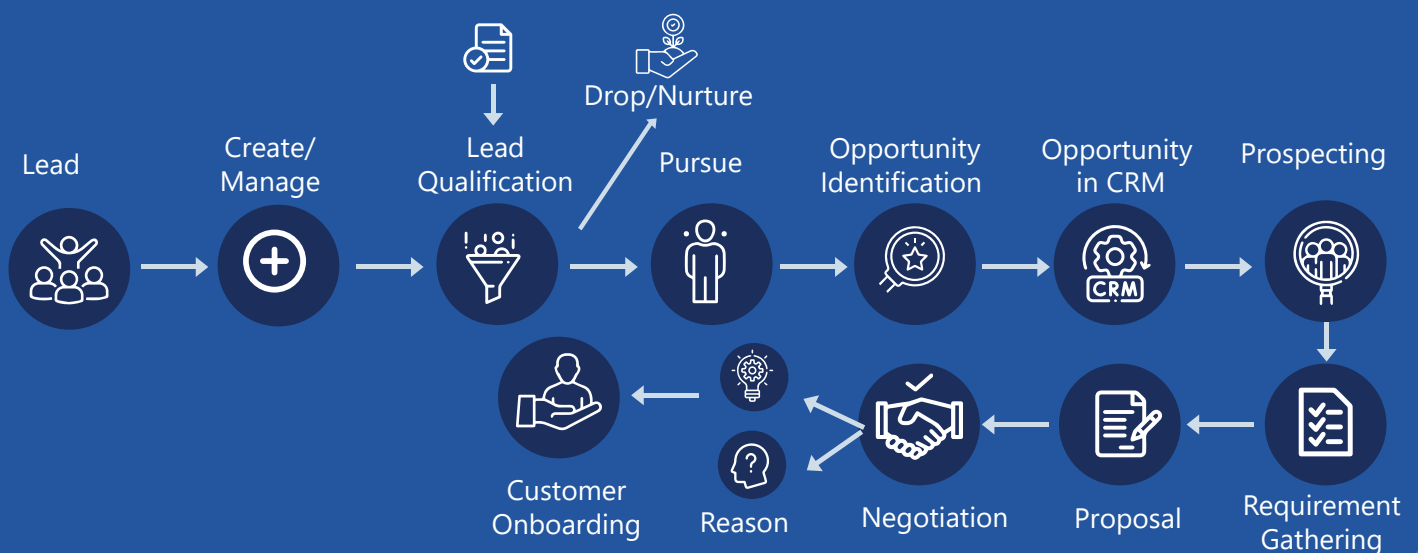 Drop/Nurture
Lead
Create/
Manage
Lead
Qualification
Pursue
Opportunity
Identification
Opportunity
in CRM
Prospecting
CRM
Customer
Onboarding
Reason
Negotiation
Proposal
Requirement
Gathering